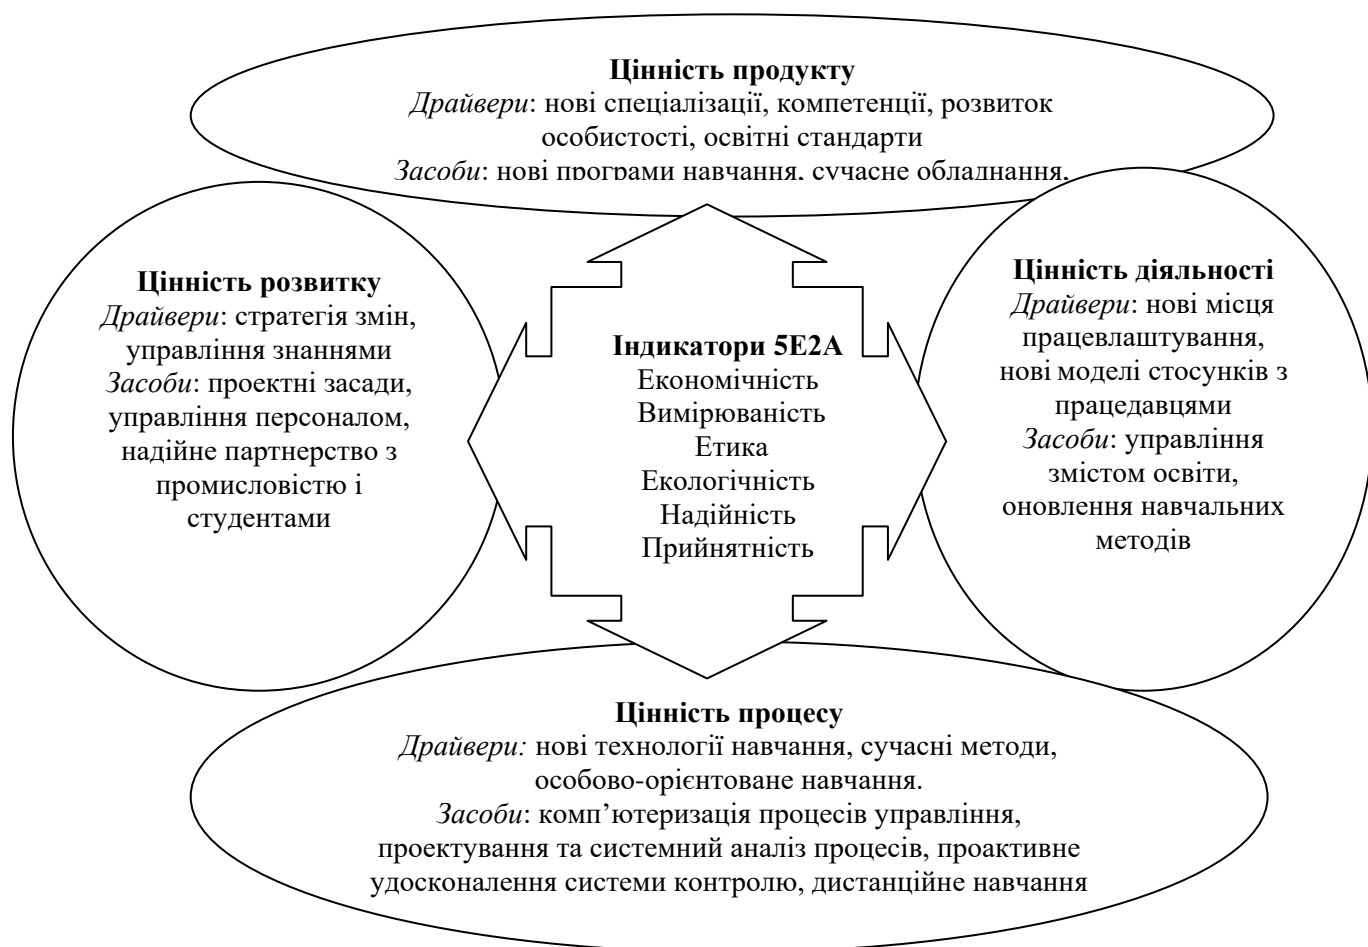 Цінність продукту
Драйвери: нові спеціалізації, компетенції, розвиток
особистості, освітні стандарти
Засоби: нові програми навчання, сучасне обладнання,
Цінність розвитку
Драйвери: стратегія змін,
управління знаннями
Засоби: проектні засади,
управління персоналом,
надійне партнерство з
промисловістю і
студентами
Індикатори 5E2A
Економічність
Вимірюваність
Етика
Екологічність
Надійність
Прийнятність
Цінність діяльності
Драйвери: нові місця
працевлаштування,
нові моделі стосунків з
працедавцями
Засоби: управління
змістом освіти,
оновлення навчальних
методів
Цінність процесу
Драйвери: нові технології навчання, сучасні методи,
особово-орієнтоване навчання.
Засоби: комп’ютеризація процесів управління,
проектування та системний аналіз процесів, проактивне
удосконалення системи контролю, дистанційне навчання